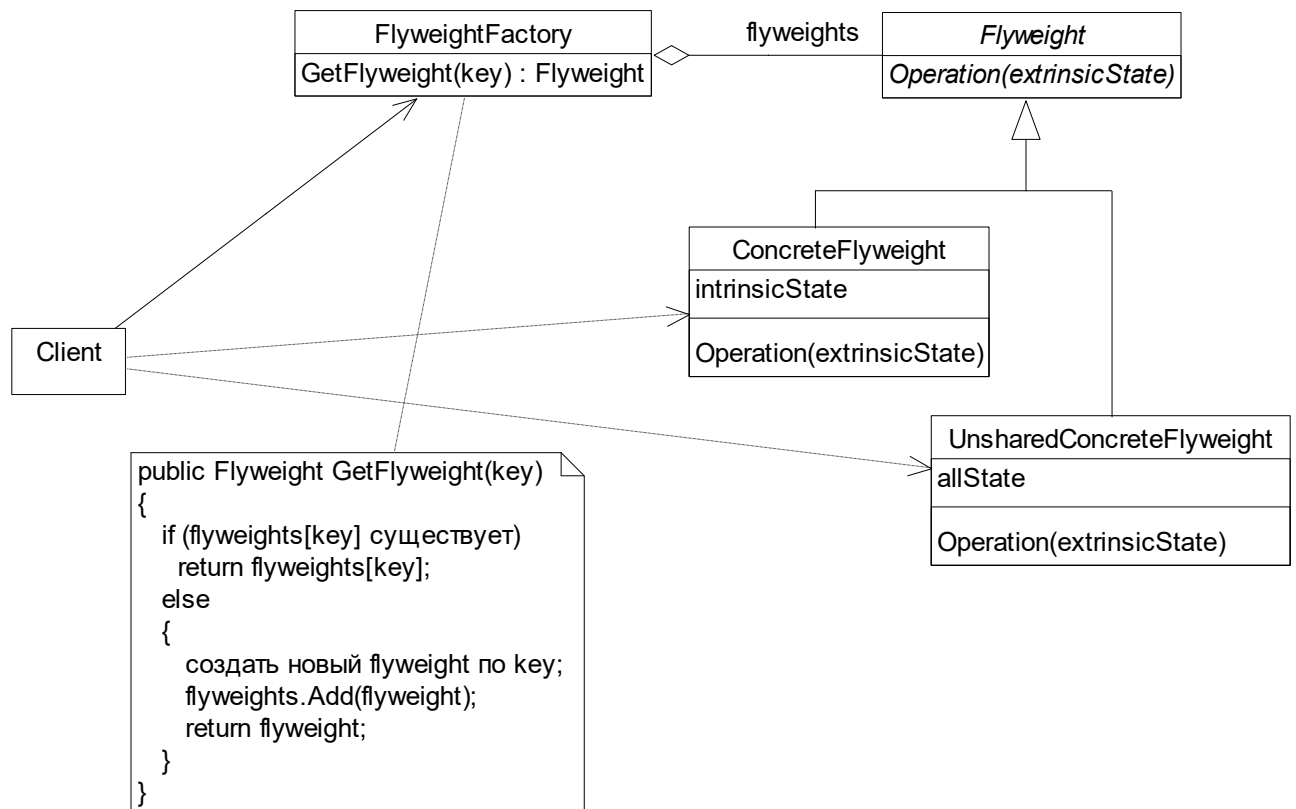 FlyweightFactory
GetFlyweight(key) : Flyweight
flyweights
Flyweight
Operation(extrinsicState)
ConcreteFlyweight
intrinsicState
Operation(extrinsicState)
Client
UnsharedConcreteFlyweight
allState
Operation(extrinsicState)
public Flyweight GetFlyweight(key)
{
if (flyweights[key] существует)
return flyweights[key];
else
{
создать новый flyweight по key;
flyweights.Add(flyweight);
return flyweight;
}
}